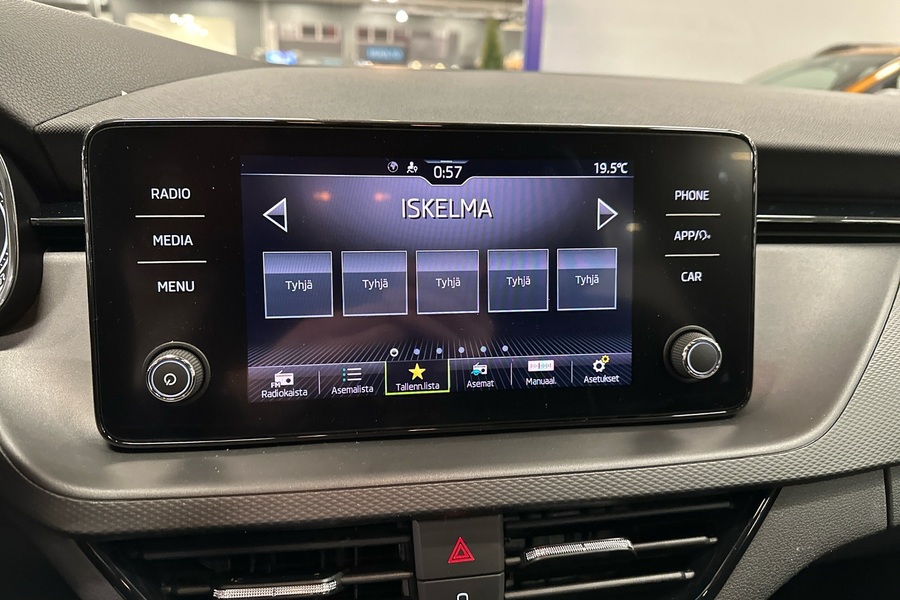 0:57
19.5°C
RADIO
MEDIA
MENU
ISKELMA
Tyhjä
Tyhjä
Tyhjä
Tyhjä
Tyhjä
FM
Radiokaista
Asemalista
Tallenn.lista
Asemat
Manuaal.
Asetukset
PHONE
APP/
CAR